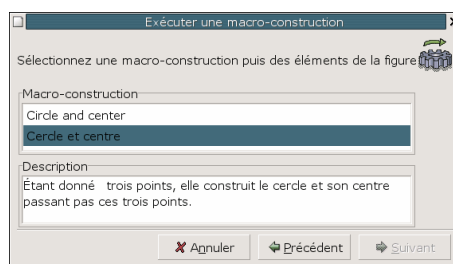 Exécuter une macro-construction
Sélectionnez une macro-construction puis des éléments de la figure
Macro-construction
Circle and center
Cercle et centre
Description
Étant donné trois points, elle construit le cercle et son centre
passant pas ces trois points.
Annuler
Précédent
Suivant